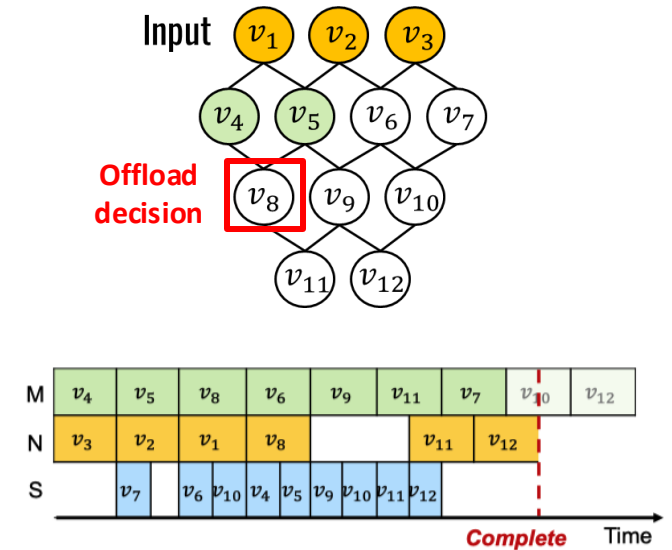 Input v₁ v₂ v₃
v₄ v₅ v₆ v₇
Offload
decision
v₈ v₉ v₁₀
v₁₁ v₁₂
M v₄ v₅ v₈ v₆ v₉ v₁₁ v₇ v₁₀ v₁₂
N v₃ v₂ v₁ v₈ v₁₁ v₁₂
S v₇ v₆ v₁₀ v₄ v₅ v₉ v₁₀ v₁₁ v₁₂
Complete Time